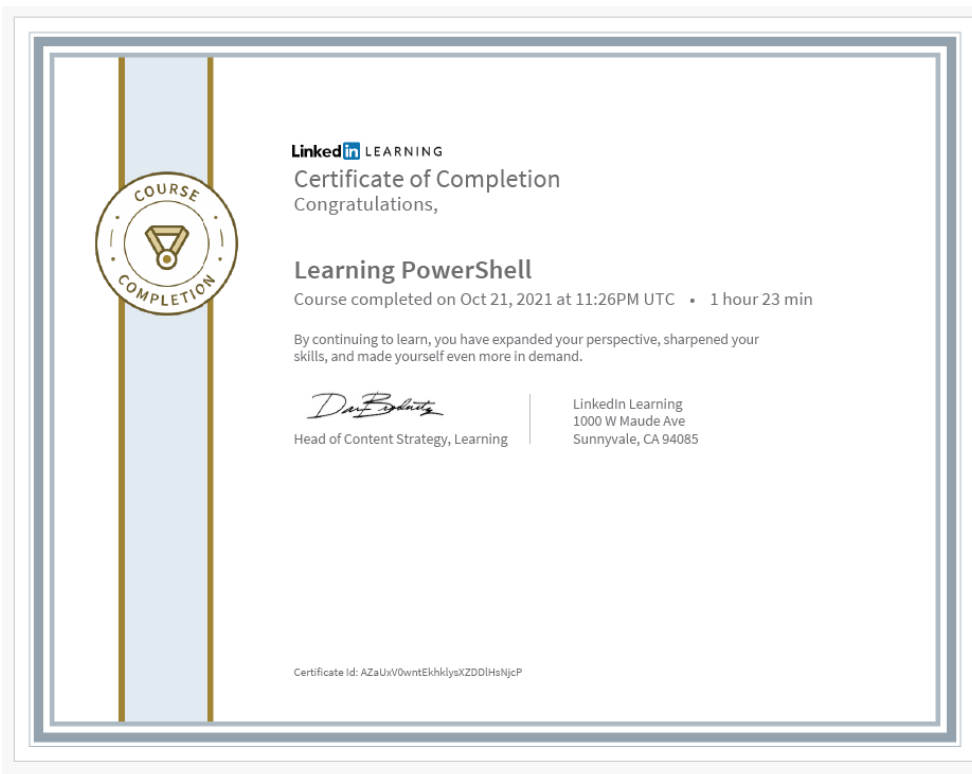 COURSE
COMPLETION
Linked in LEARNING
Certificate of Completion
Congratulations,
Learning PowerShell
Course completed on Oct 21, 2021 at 11:26PM UTC • 1 hour 23 min
By continuing to learn, you have expanded your perspective, sharpened your
skills, and made yourself even more in demand.
Head of Content Strategy, Learning
LinkedIn Learning
1000 W Maude Ave
Sunnyvale, CA 94085
Certificate Id: AZaUxV0wntEkhklysXZDDlHsNjcP